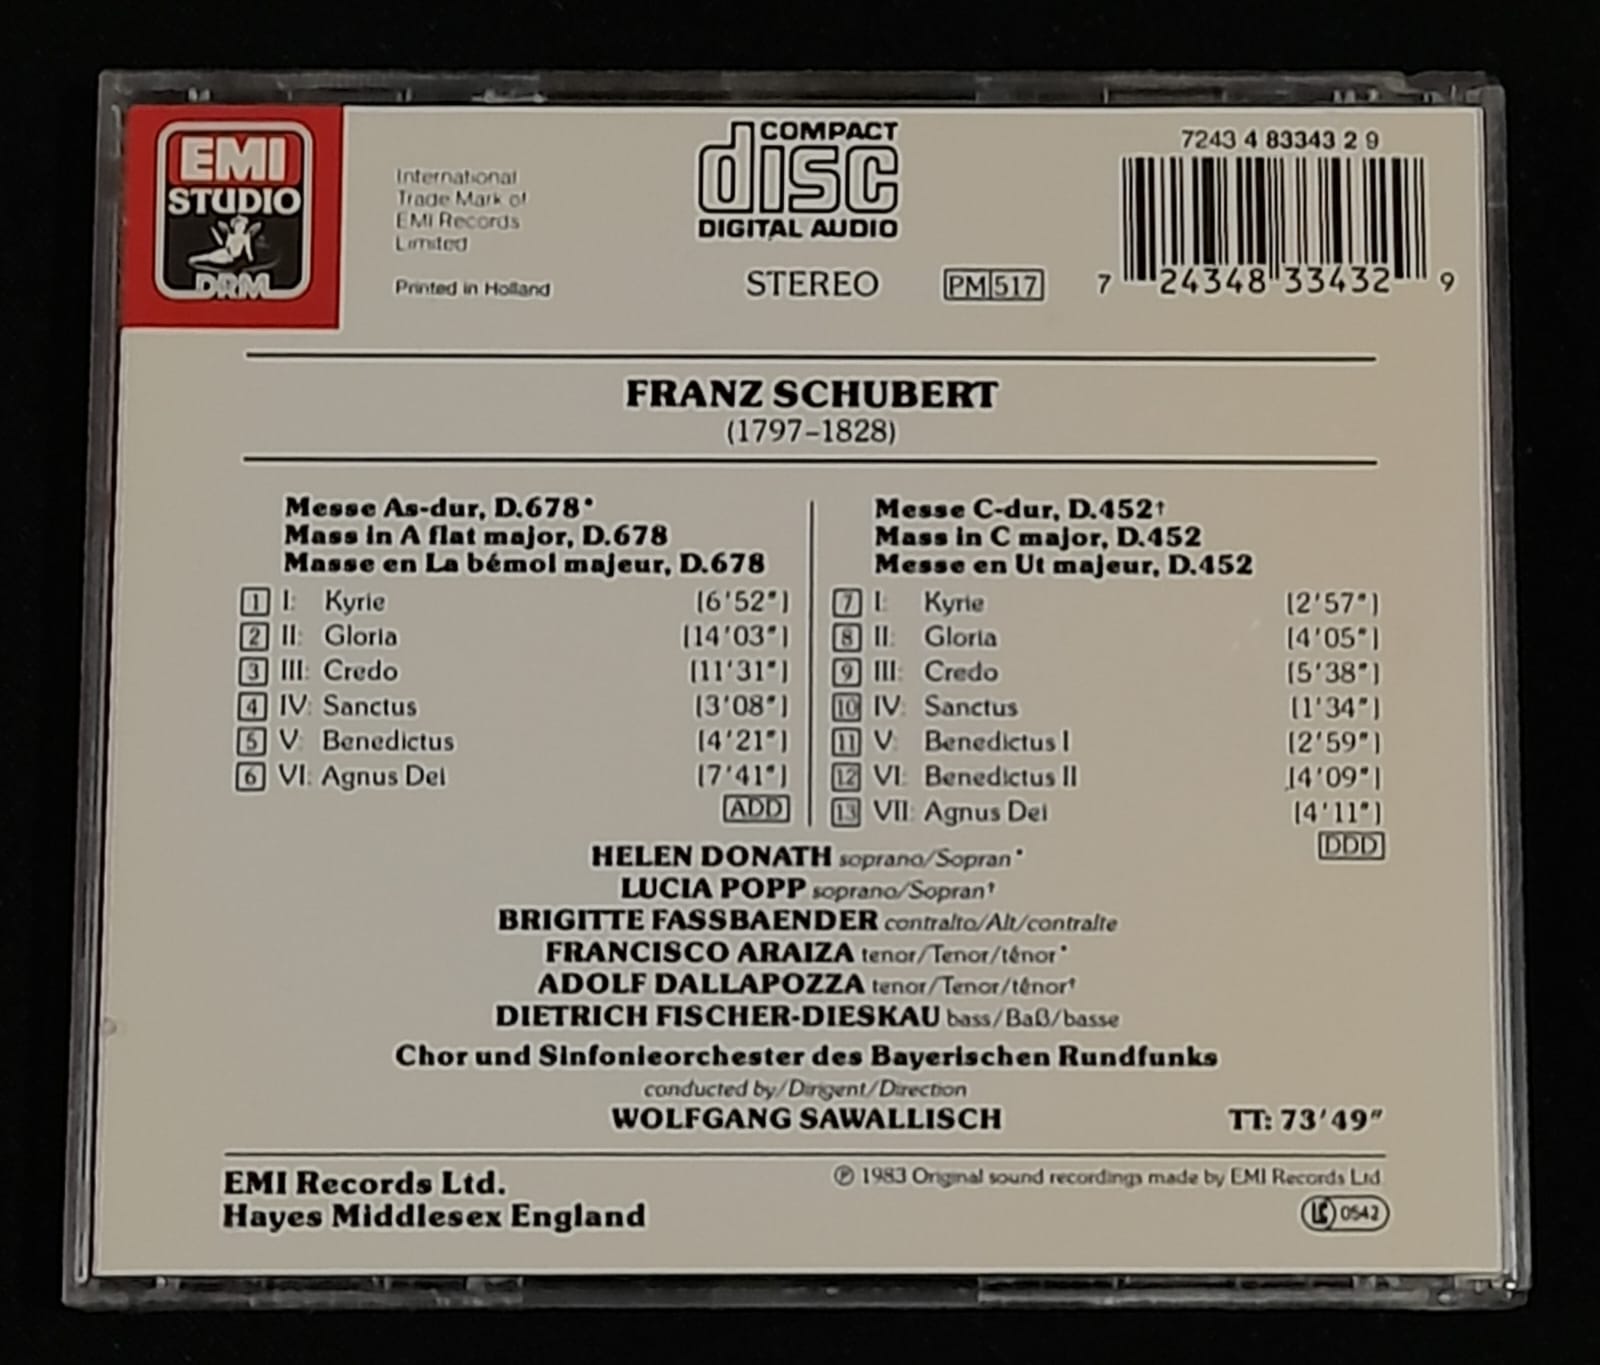 EMI
STUDIO
DRM
International
Trade Mark of
EMI Records
Limited
Printed in Holland
COMPACT
disc
DIGITAL AUDIO
STEREO
PM 517
7243 4 83343 2 9
7 24348 33432 9
FRANZ SCHUBERT
(1797–1828)
Messe As-dur, D.678*
Mass in A flat major, D.678
Masse en La bémol majeur, D.678
1 I: Kyrie [6'52"]
2 II: Gloria [14'03"]
3 III: Credo [11'31"]
4 IV: Sanctus [3'08"]
5 V: Benedictus [4'21"]
6 VI: Agnus Dei [7'41"]
ADD
Messe C-dur, D.452†
Mass in C major, D.452
Messe en Ut majeur, D.452
7 I: Kyrie [2'57"]
8 II: Gloria [4'05"]
9 III: Credo [5'38"]
10 IV: Sanctus [1'34"]
11 V: Benedictus I [2'59"]
12 VI: Benedictus II [4'09"]
13 VII: Agnus Dei [4'11"]
DDD
HELEN DONATH soprano/Sopran*
LUCIA POPP soprano/Sopran†
BRIGITTE FASSBAENDER contralto/Alt/contralte
FRANCISCO ARAIZA tenor/Tenor/ténor*
ADOLF DALLAPOZZA tenor/Tenor/ténor†
DIETRICH FISCHER-DIESKAU bass/Baß/basse
Chor und Sinfonieorchester des Bayerischen Rundfunks
conducted by/Dirigent/Direction
WOLFGANG SAWALLISCH
TT: 73'49"
EMI Records Ltd.
Hayes Middlesex England
℗ 1983 Original sound recordings made by EMI Records Ltd.
LC 0542